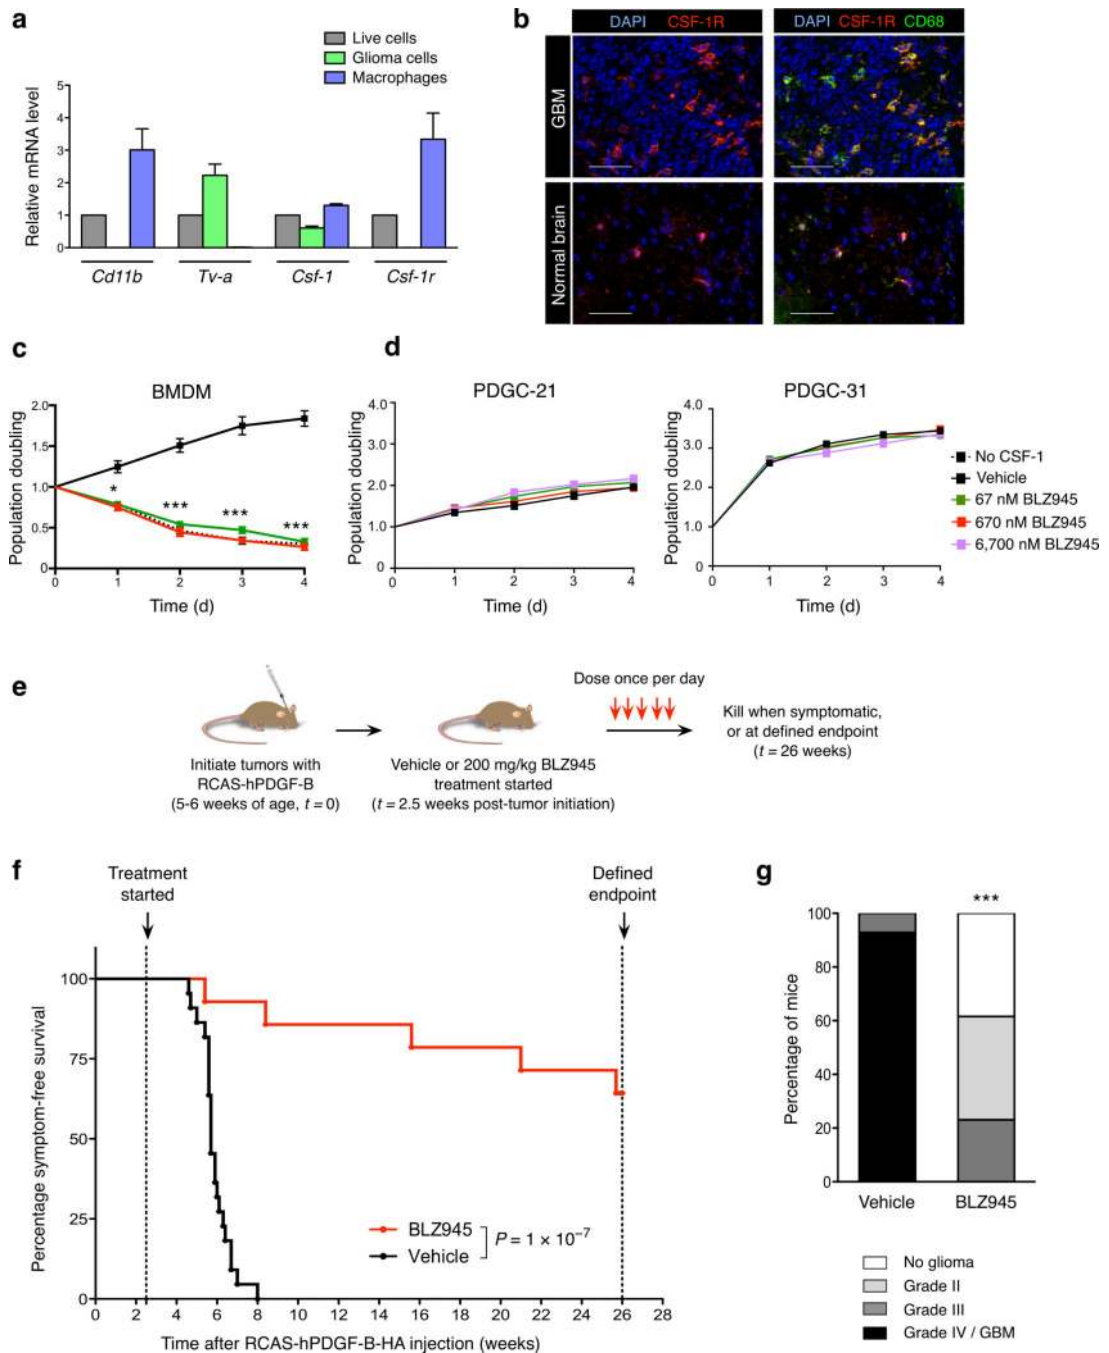 a
Live cells
Glioma cells
Macrophages
Relative mRNA level
5
4
3
2
1
0
Cd11b
Tv-a
Csf-1
Csf-1r
b
DAPI CSF-1R
DAPI CSF-1R CD68
GBM
Normal brain
c
BMDM
Population doubling
2.0
1.5
1.0
0.5
0
*
***
***
***
0 1 2 3 4
Time (d)
d
PDGC-21
Population doubling
4.0
3.0
2.0
1.0
0
0 1 2 3 4
Time (d)
PDGC-31
Population doubling
4.0
3.0
2.0
1.0
0
0 1 2 3 4
Time (d)
No CSF-1
Vehicle
67 nM BLZ945
670 nM BLZ945
6,700 nM BLZ945
e
Initiate tumors with
RCAS-hPDGF-B
(5-6 weeks of age, t = 0)
Vehicle or 200 mg/kg BLZ945
treatment started
(t = 2.5 weeks post-tumor initiation)
Dose once per day
Kill when symptomatic,
or at defined endpoint
(t = 26 weeks)
f
Treatment
started
Defined
endpoint
Percentage symptom-free survival
100
75
50
25
0
BLZ945
Vehicle
P = 1 × 10⁻⁷
0 2 4 6 8 10 12 14 16 18 20 22 24 26 28
Time after RCAS-hPDGF-B-HA injection (weeks)
g
***
Percentage of mice
100
80
60
40
20
0
Vehicle
BLZ945
No glioma
Grade II
Grade III
Grade IV / GBM